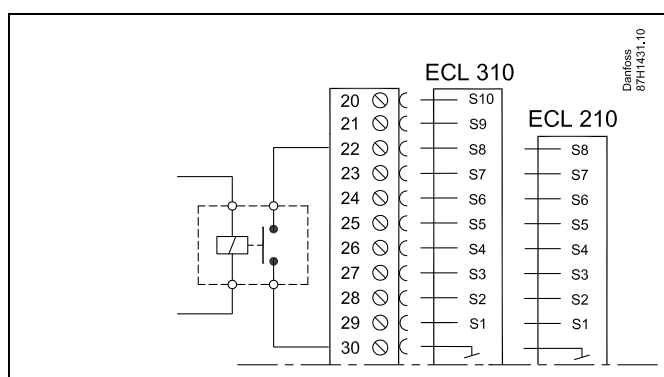 Danfoss
87H1431.10
ECL 310
ECL 210
20 S10
21 S9
22 S8 S8
23 S7 S7
24 S6 S6
25 S5 S5
26 S4 S4
27 S3 S3
28 S2 S2
29 S1 S1
30